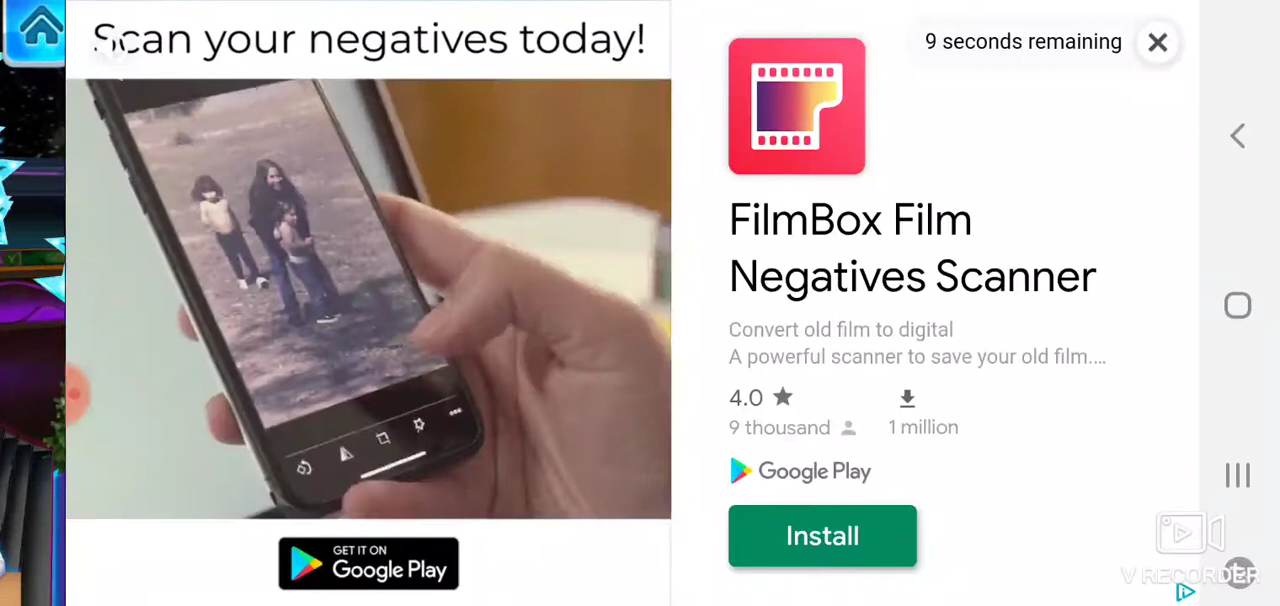 Scan your negatives today!
GET IT ON
Google Play
9 seconds remaining
FilmBox Film
Negatives Scanner
Convert old film to digital
A powerful scanner to save your old film....
4.0
9 thousand
1 million
Google Play
Install
V RECORDER